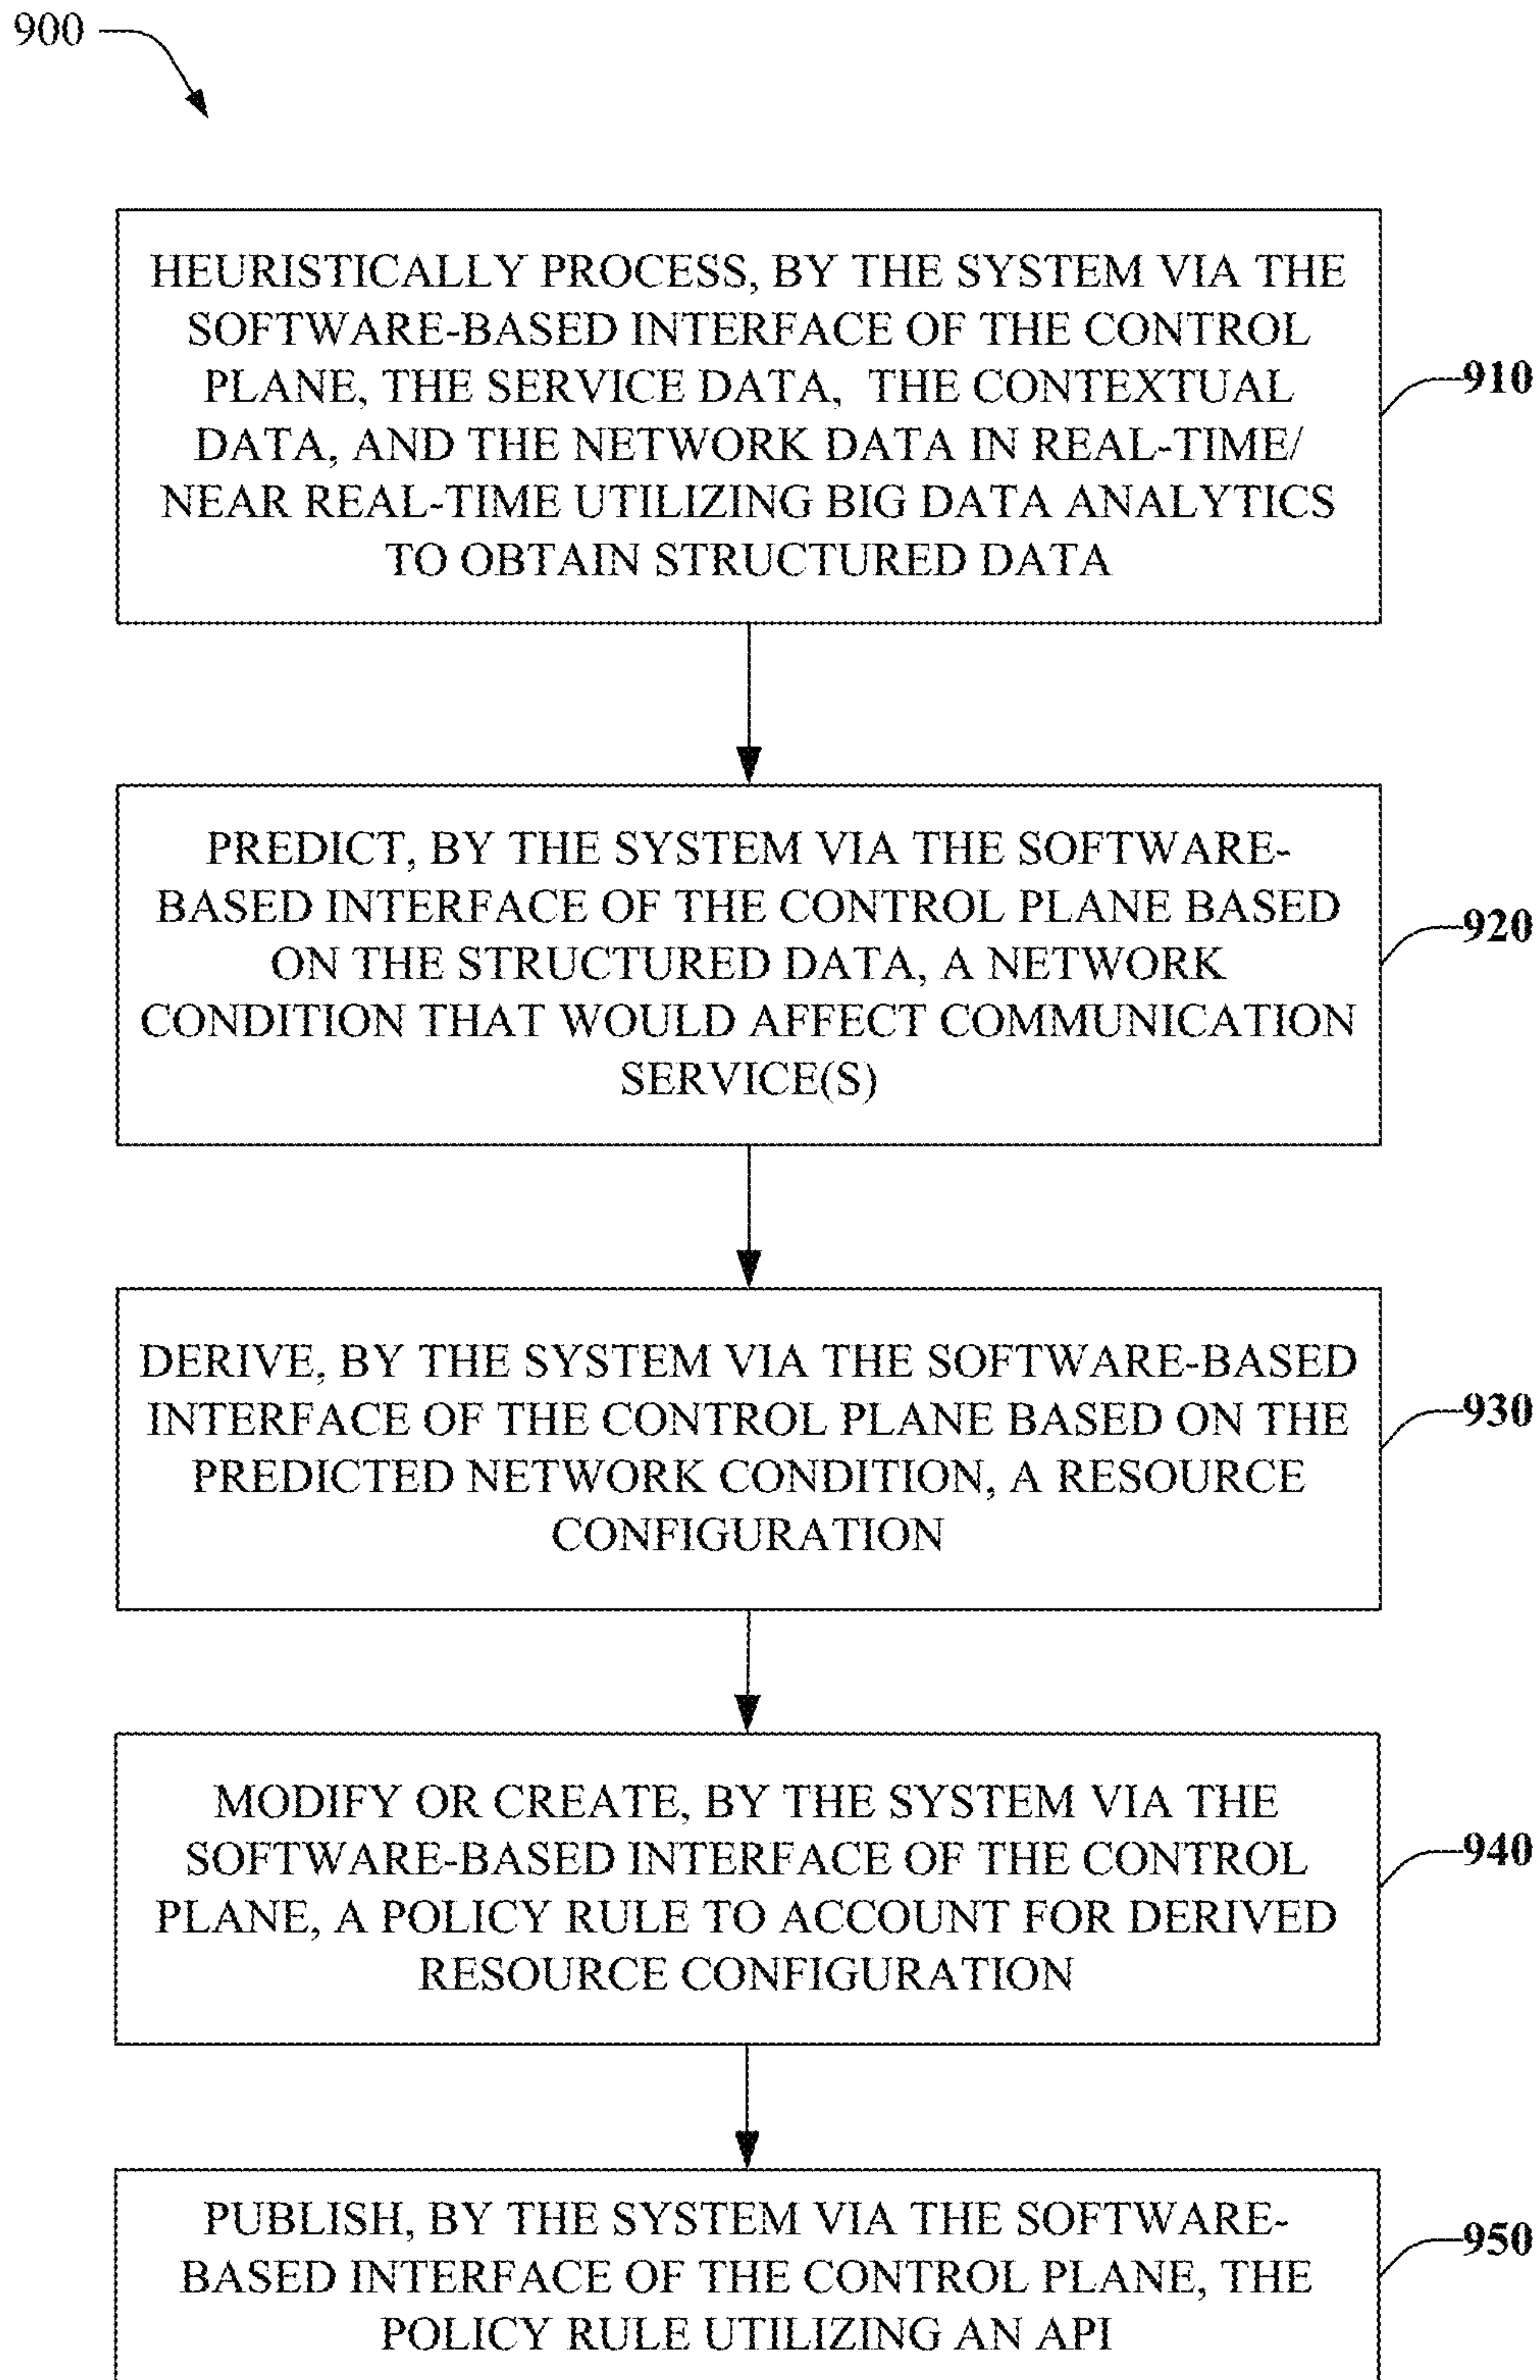 900
HEURISTICALLY PROCESS, BY THE SYSTEM VIA THE
SOFTWARE-BASED INTERFACE OF THE CONTROL
PLANE, THE SERVICE DATA, THE CONTEXTUAL
DATA, AND THE NETWORK DATA IN REAL-TIME/
NEAR REAL-TIME UTILIZING BIG DATA ANALYTICS
TO OBTAIN STRUCTURED DATA
910
PREDICT, BY THE SYSTEM VIA THE SOFTWARE-
BASED INTERFACE OF THE CONTROL PLANE BASED
ON THE STRUCTURED DATA, A NETWORK
CONDITION THAT WOULD AFFECT COMMUNICATION
SERVICE(S)
920
DERIVE, BY THE SYSTEM VIA THE SOFTWARE-BASED
INTERFACE OF THE CONTROL PLANE BASED ON THE
PREDICTED NETWORK CONDITION, A RESOURCE
CONFIGURATION
930
MODIFY OR CREATE, BY THE SYSTEM VIA THE
SOFTWARE-BASED INTERFACE OF THE CONTROL
PLANE, A POLICY RULE TO ACCOUNT FOR DERIVED
RESOURCE CONFIGURATION
940
PUBLISH, BY THE SYSTEM VIA THE SOFTWARE-
BASED INTERFACE OF THE CONTROL PLANE, THE
POLICY RULE UTILIZING AN API
950